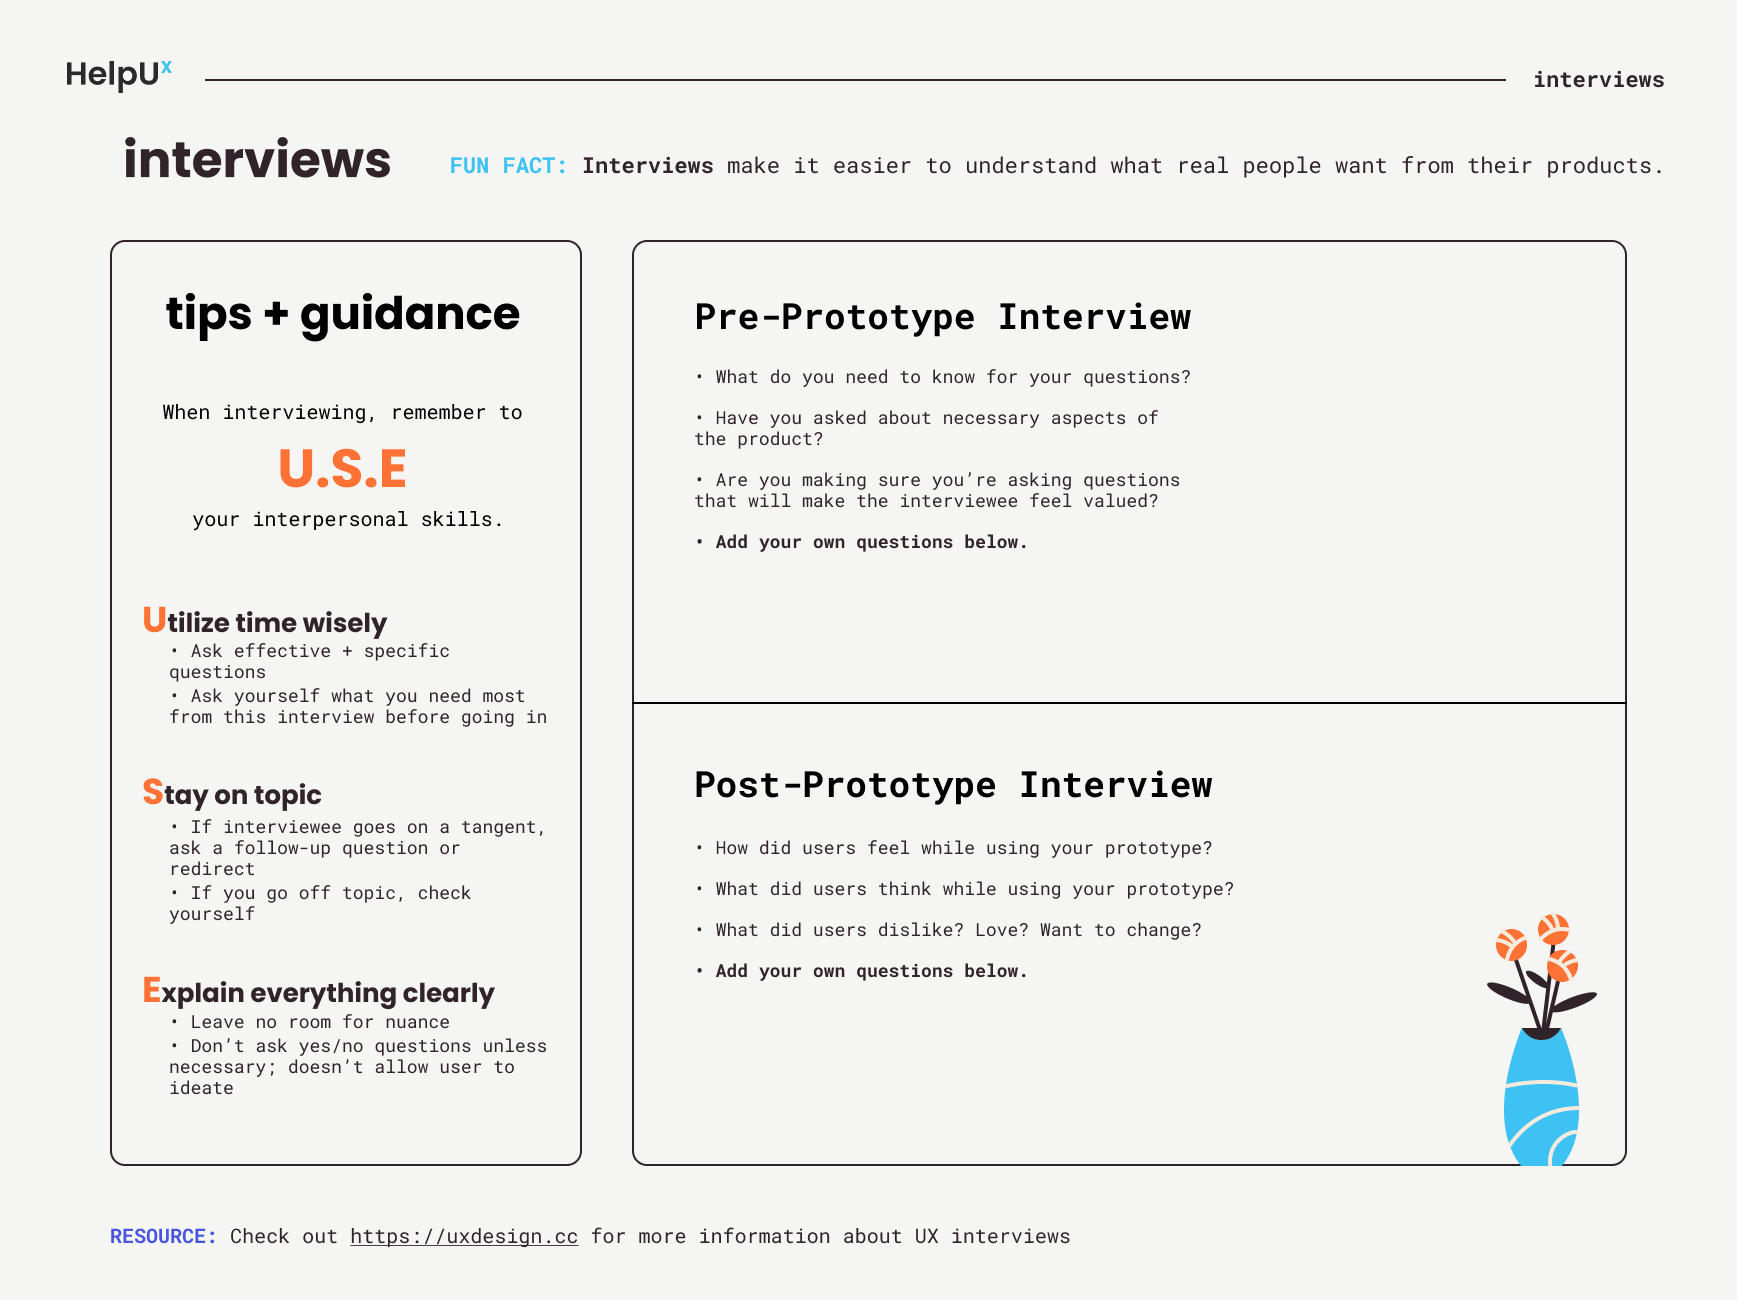 HelpUx
interviews
interviews
FUN FACT: Interviews make it easier to understand what real people want from their products.
tips + guidance
When interviewing, remember to
U.S.E
your interpersonal skills.
Utilize time wisely
• Ask effective + specific
questions
• Ask yourself what you need most
from this interview before going in
Stay on topic
• If interviewee goes on a tangent,
ask a follow-up question or
redirect
• If you go off topic, check
yourself
Explain everything clearly
• Leave no room for nuance
• Don’t ask yes/no questions unless
necessary; doesn’t allow user to
ideate
Pre-Prototype Interview
• What do you need to know for your questions?
• Have you asked about necessary aspects of
the product?
• Are you making sure you’re asking questions
that will make the interviewee feel valued?
• Add your own questions below.
Post-Prototype Interview
• How did users feel while using your prototype?
• What did users think while using your prototype?
• What did users dislike? Love? Want to change?
• Add your own questions below.
RESOURCE: Check out https://uxdesign.cc for more information about UX interviews